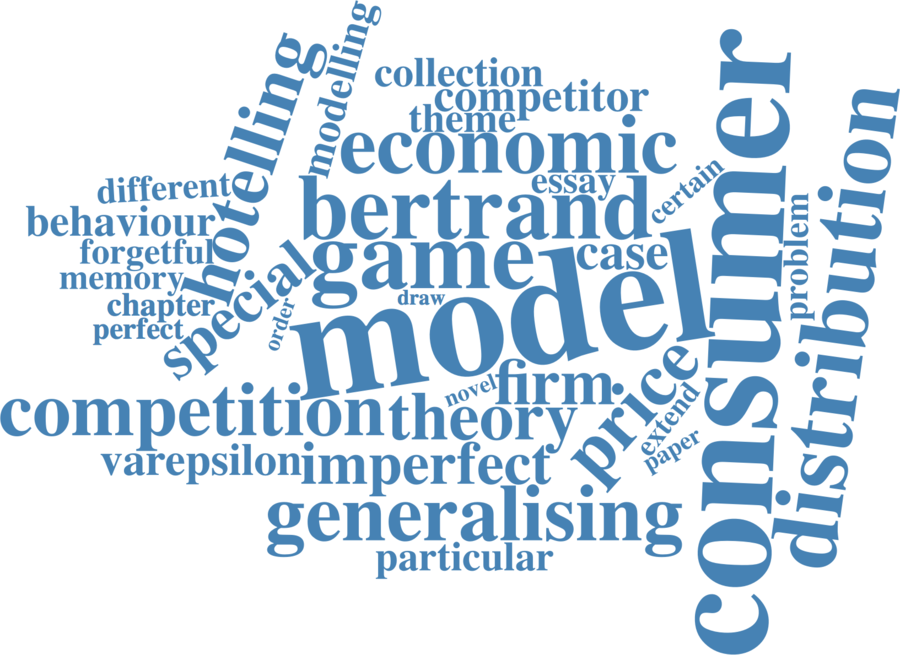 modelling
hotelling
collection
competitor
theme
economic
consumer
distribution
different
essay
certain
behaviour
bertrand
forgetful
game
case
problem
memory
special
chapter
draw
model
order
perfect
competition
novel
firm
price
theory
extend
paper
varepsilon
imperfect
generalising
particular